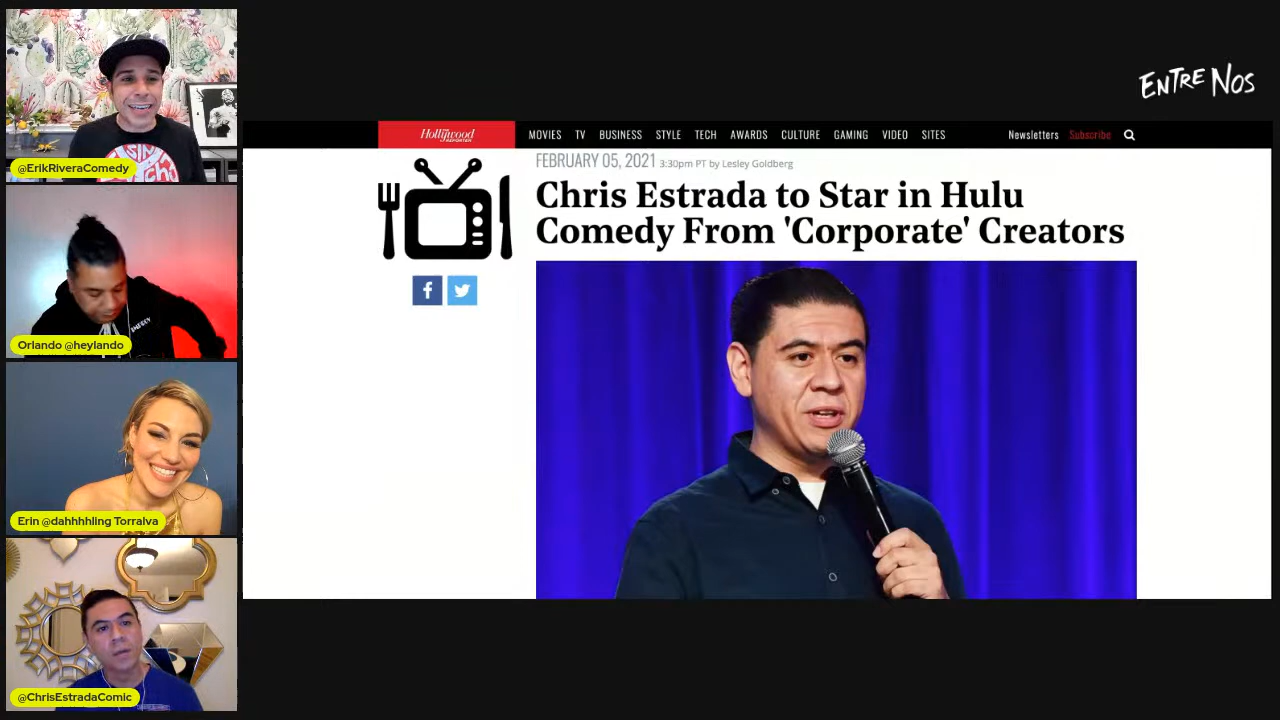 @ErikRiveraComedy
Orlando @heylando
Erin @dahhhhling Torralva
@ChrisEstradaComic
ENTRE NOS
Hollywood
REPORTER
MOVIES TV BUSINESS STYLE TECH AWARDS CULTURE GAMING VIDEO SITES
Newsletters Subscribe
FEBRUARY 05, 2021 3:30pm PT by Lesley Goldberg
Chris Estrada to Star in Hulu
Comedy From 'Corporate' Creators